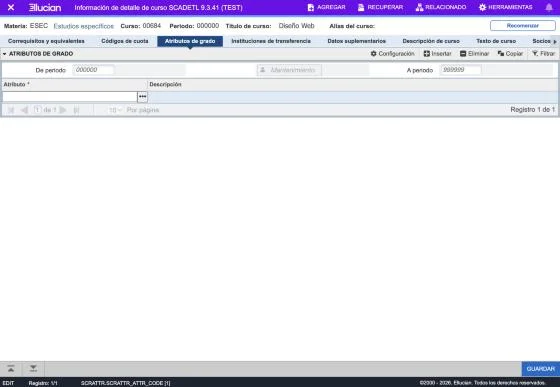 Ellucian Información de detalle de curso SCADETL 9.3.41 (TEST) AGREGAR RECUPERAR RELACIONADO HERRAMIENTAS
Materia: ESEC Estudios específicos Curso: 00684 Periodo: 000000 Título de curso: Diseño Web Alias del curso: Recomenzar
Correquisitos y equivalentes Códigos de cuota Atributos de grado Instituciones de transferencia Datos suplementarios Descripción de curso Texto de curso Socios
ATRIBUTOS DE GRADO Configuración Insertar Eliminar Copiar Filtrar
De periodo 000000 Mantenimiento A periodo 999999
Atributo * Descripción
1 de 1 10 Por página Registro 1 de 1
GUARDAR
EDIT Registro: 1/1 SCRATTR.SCRATTR_ATTR_CODE [1] ©2000 - 2026. Ellucian. Todos los derechos reservados.